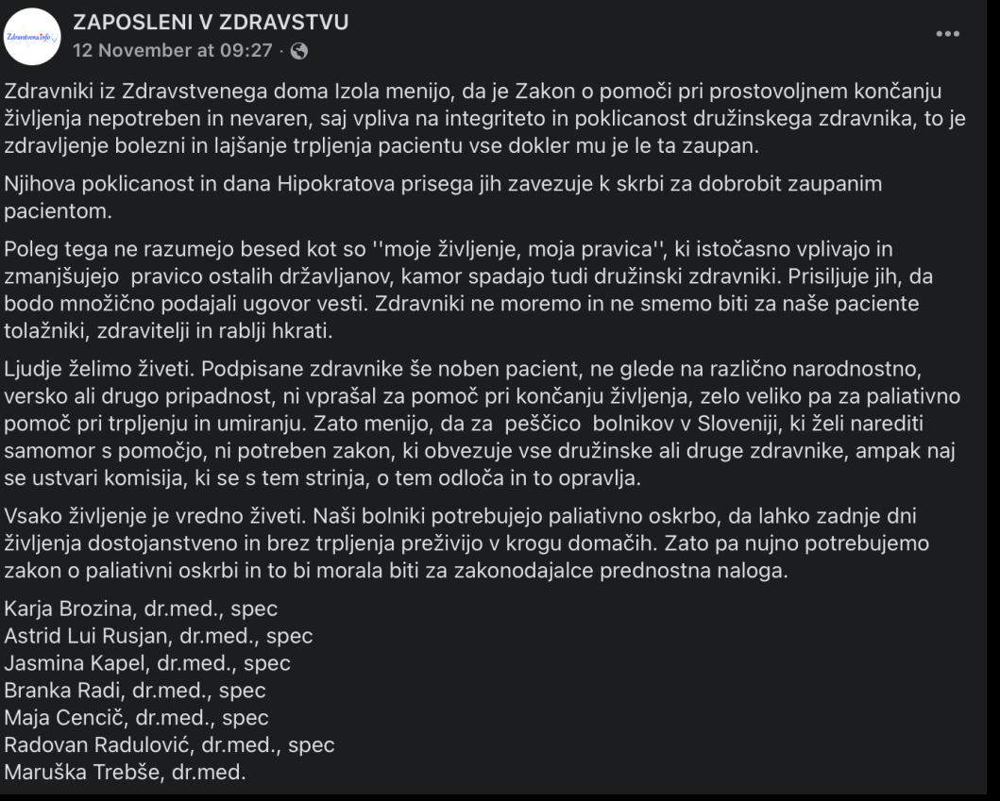 Zdravstvena.info
ZAPOSLENI V ZDRAVSTVU
12 November at 09:27 ·
Zdravniki iz Zdravstvenega doma Izola menijo, da je Zakon o pomoči pri prostovoljnem končanju
življenja nepotreben in nevaren, saj vpliva na integriteto in poklicanost družinskega zdravnika, to je
zdravljenje bolezni in lajšanje trpljenja pacientu vse dokler mu je le ta zaupan.
Njihova poklicanost in dana Hipokratova prisega jih zavezuje k skrbi za dobrobit zaupanim
pacientom.
Poleg tega ne razumejo besed kot so ''moje življenje, moja pravica'', ki istočasno vplivajo in
zmanjšujejo  pravico ostalih državljanov, kamor spadajo tudi družinski zdravniki. Prisiljuje jih, da
bodo množično podajali ugovor vesti. Zdravniki ne moremo in ne smemo biti za naše paciente
tolažniki, zdravitelji in rablji hkrati.
Ljudje želimo živeti. Podpisane zdravnike še noben pacient, ne glede na različno narodnostno,
versko ali drugo pripadnost, ni vprašal za pomoč pri končanju življenja, zelo veliko pa za paliativno
pomoč pri trpljenju in umiranju. Zato menijo, da za  peščico  bolnikov v Sloveniji, ki želi narediti
samomor s pomočjo, ni potreben zakon, ki obvezuje vse družinske ali druge zdravnike, ampak naj
se ustvari komisija, ki se s tem strinja, o tem odloča in to opravlja.
Vsako življenje je vredno živeti. Naši bolniki potrebujejo paliativno oskrbo, da lahko zadnje dni
življenja dostojanstveno in brez trpljenja preživijo v krogu domačih. Zato pa nujno potrebujemo
zakon o paliativni oskrbi in to bi morala biti za zakonodajalce prednostna naloga.
Karja Brozina, dr.med., spec
Astrid Lui Rusjan, dr.med., spec
Jasmina Kapel, dr.med., spec
Branka Radi, dr.med., spec
Maja Cencič, dr.med., spec
Radovan Radulović, dr.med., spec
Maruška Trebše, dr.med.